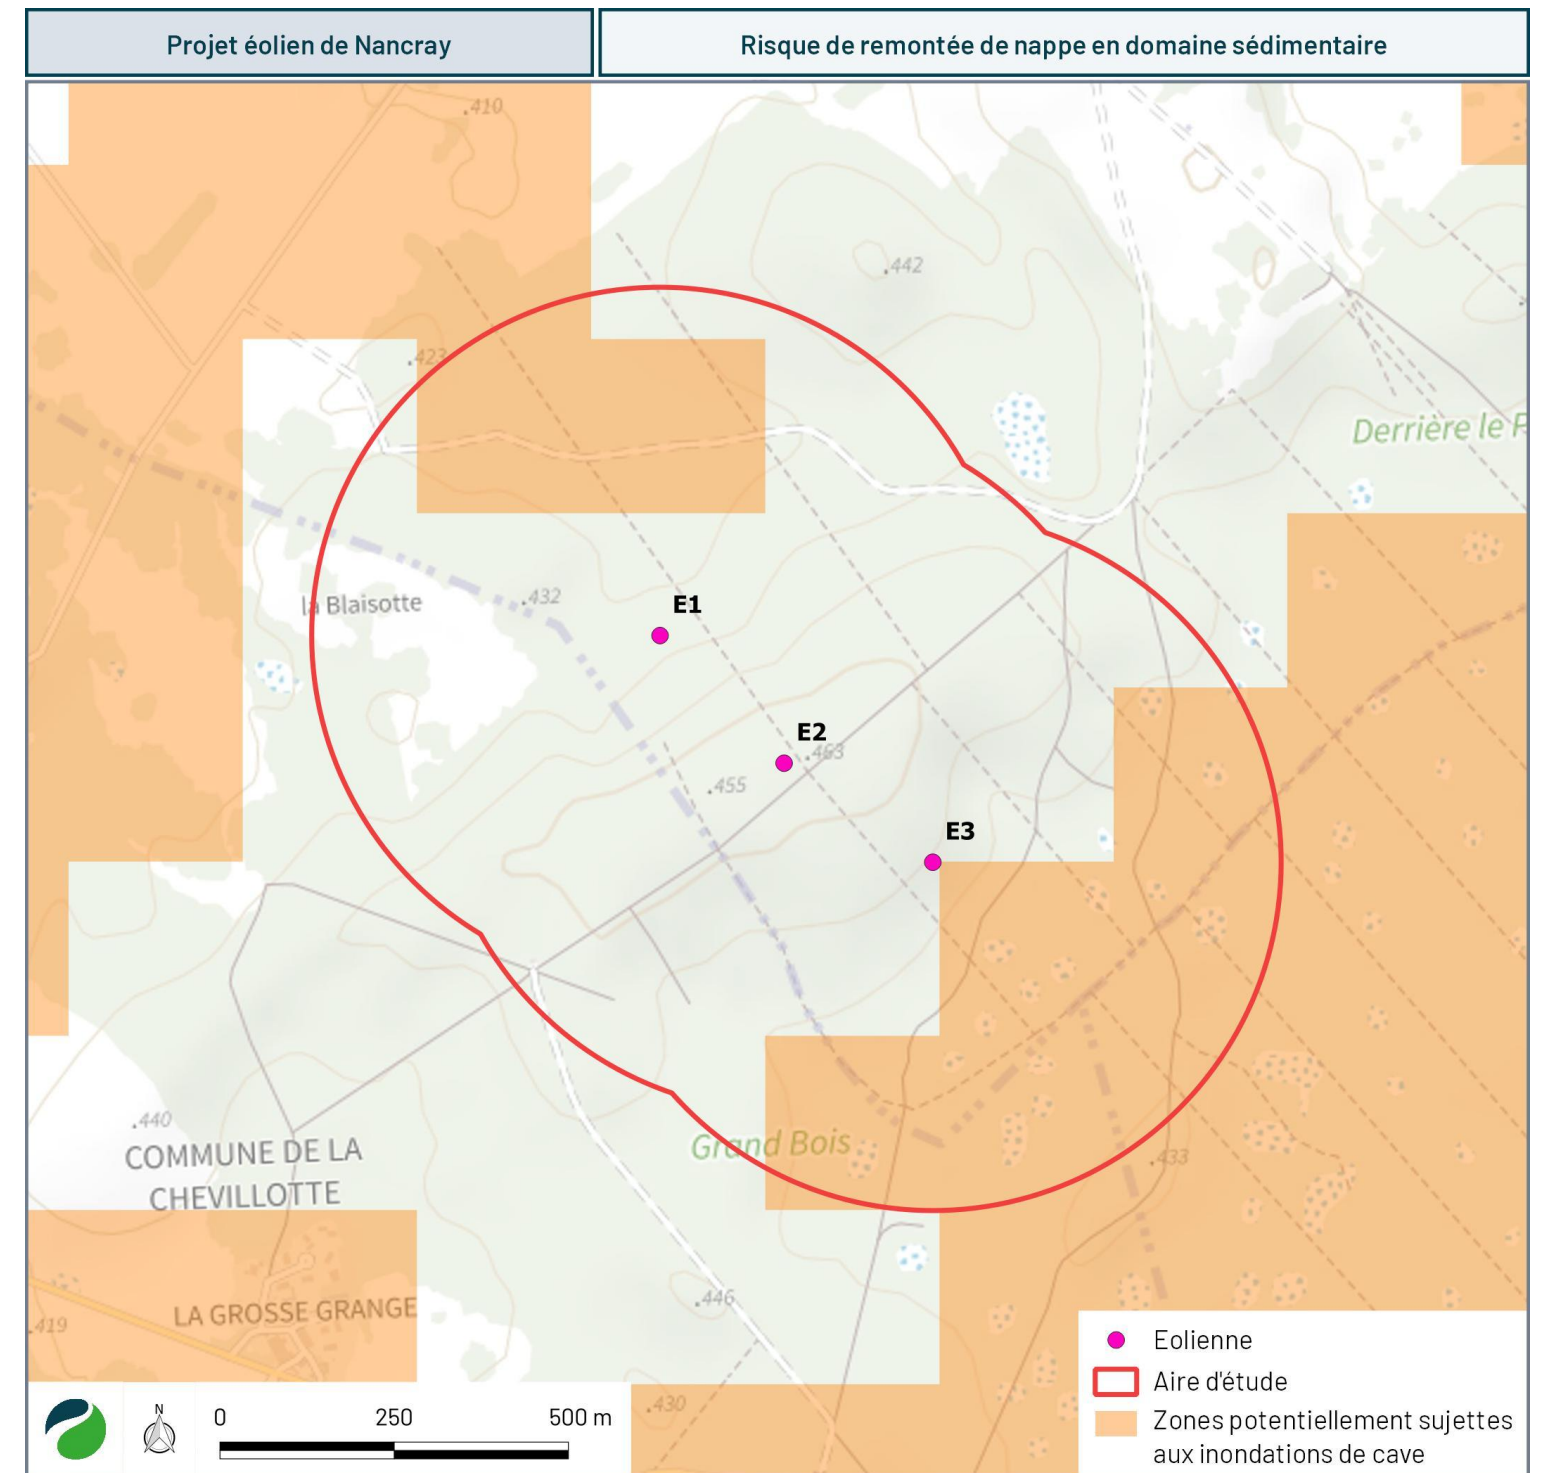 Projet éolien de Nancray
Risque de remontée de nappe en domaine sédimentaire
.410
.442
.423
Derrière le
la Blaisotte
.432
E1
E2
.463
.455
E3
.440
COMMUNE DE LA
CHEVILLOTTE
Grand Bois
.433
LA GROSSE GRANGE
.419
.446
.430
N
0 250 500 m
Eolienne
Aire d'étude
Zones potentiellement sujettes
aux inondations de cave